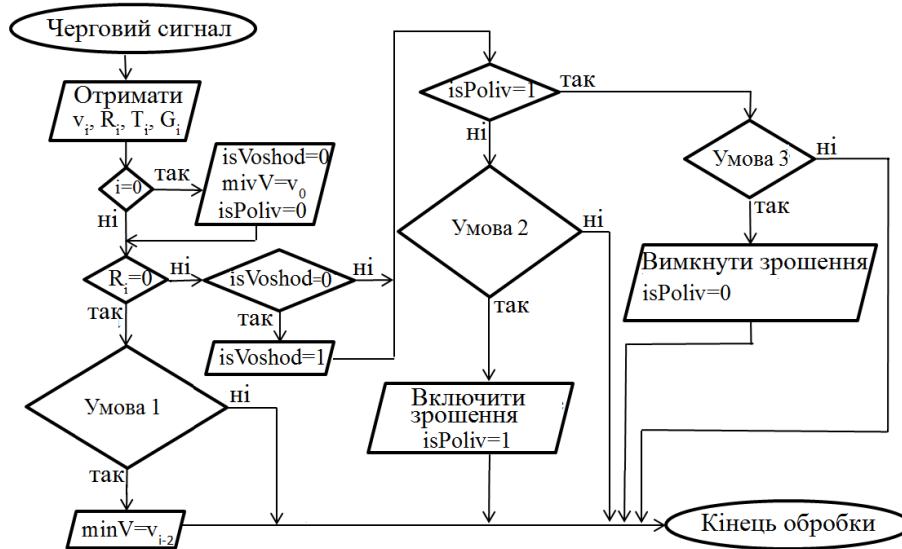 Черговий сигнал
Отримати
vᵢ, Rᵢ, Tᵢ, Gᵢ
i=0
так
ні
isVoshod=0
mivV=v₀
isPoliv=0
Rᵢ=0
ні
так
isVoshod=0
ні
так
isVoshod=1
Умова 1
ні
так
minV=vᵢ₋₂
isPoliv=1
так
ні
Умова 2
ні
так
Включити
зрошення
isPoliv=1
Умова 3
ні
так
Вимкнути зрошення
isPoliv=0
Кінець обробки